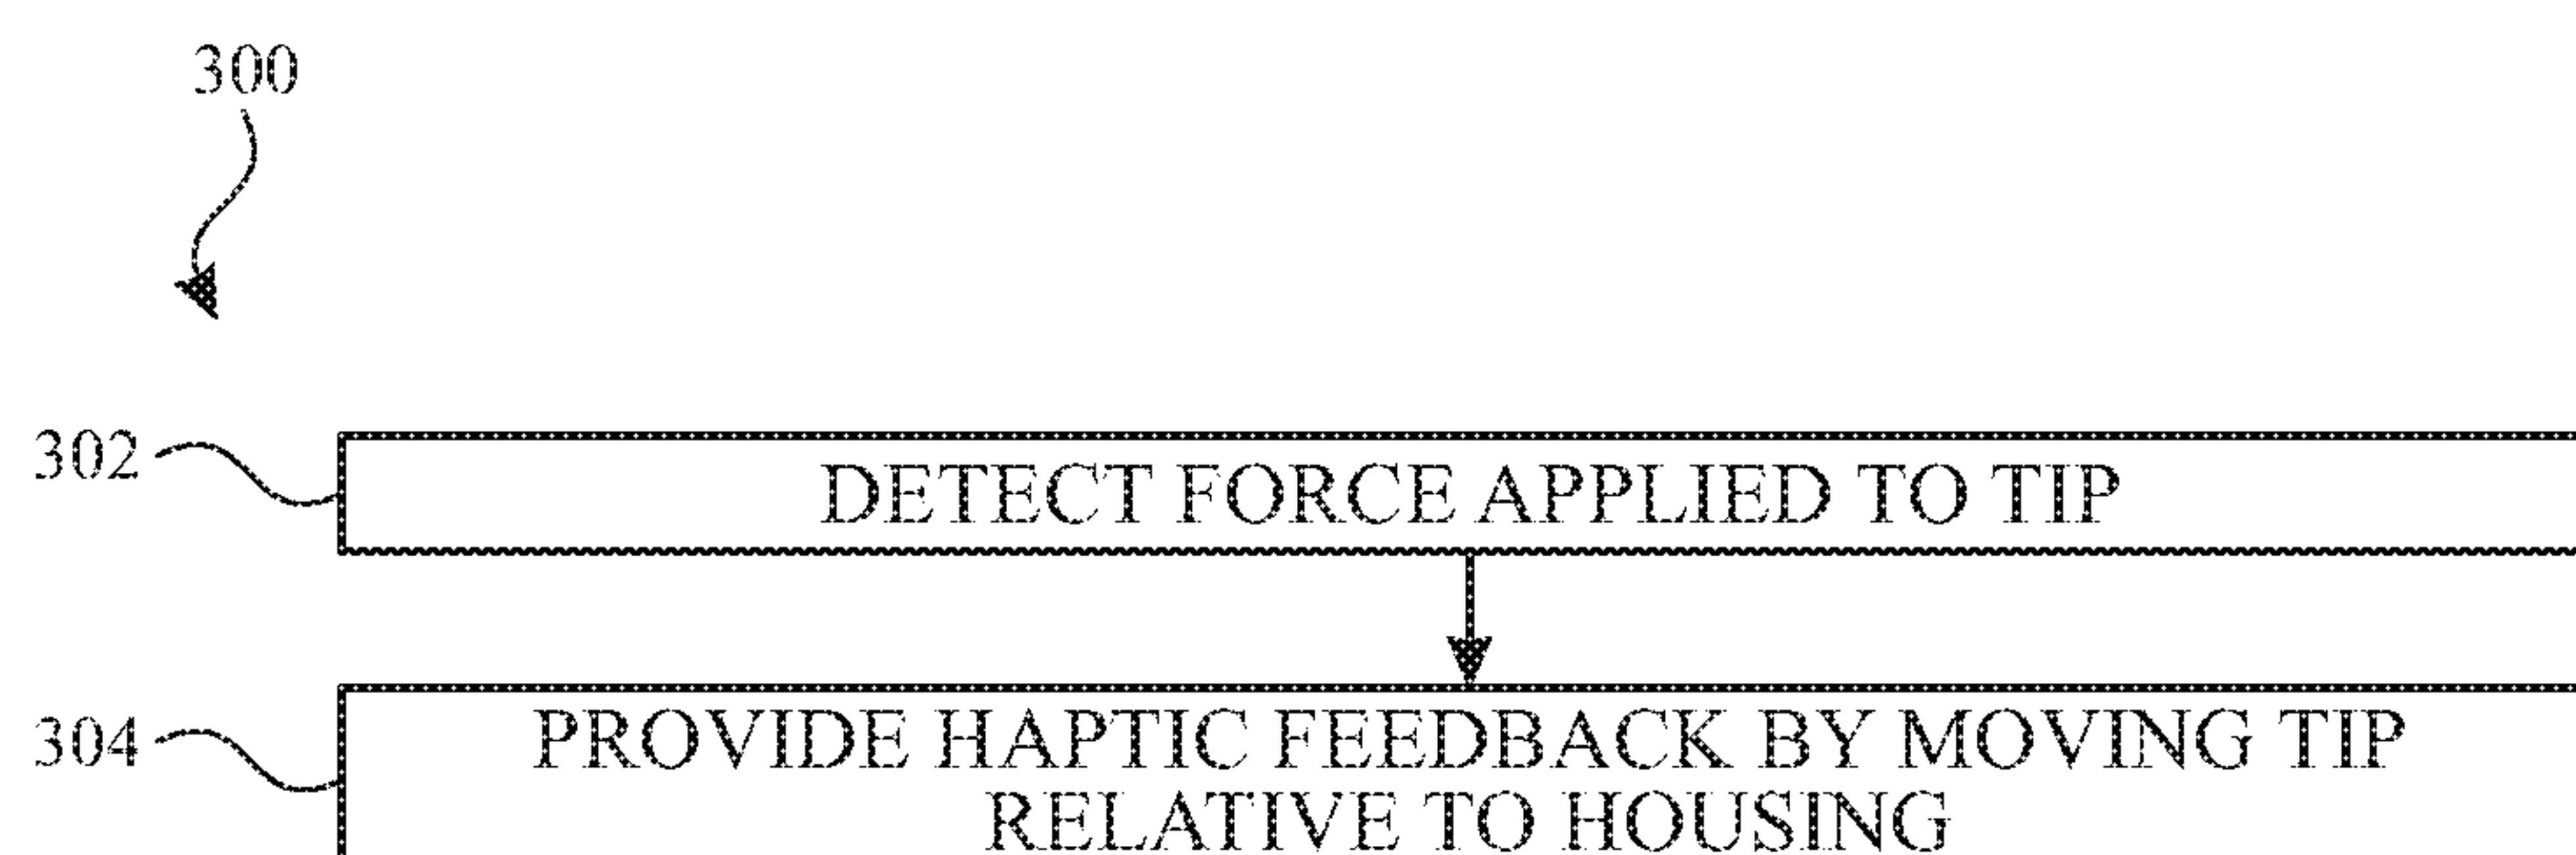 300
302
DETECT FORCE APPLIED TO TIP
304
PROVIDE HAPTIC FEEDBACK BY MOVING TIP
RELATIVE TO HOUSING